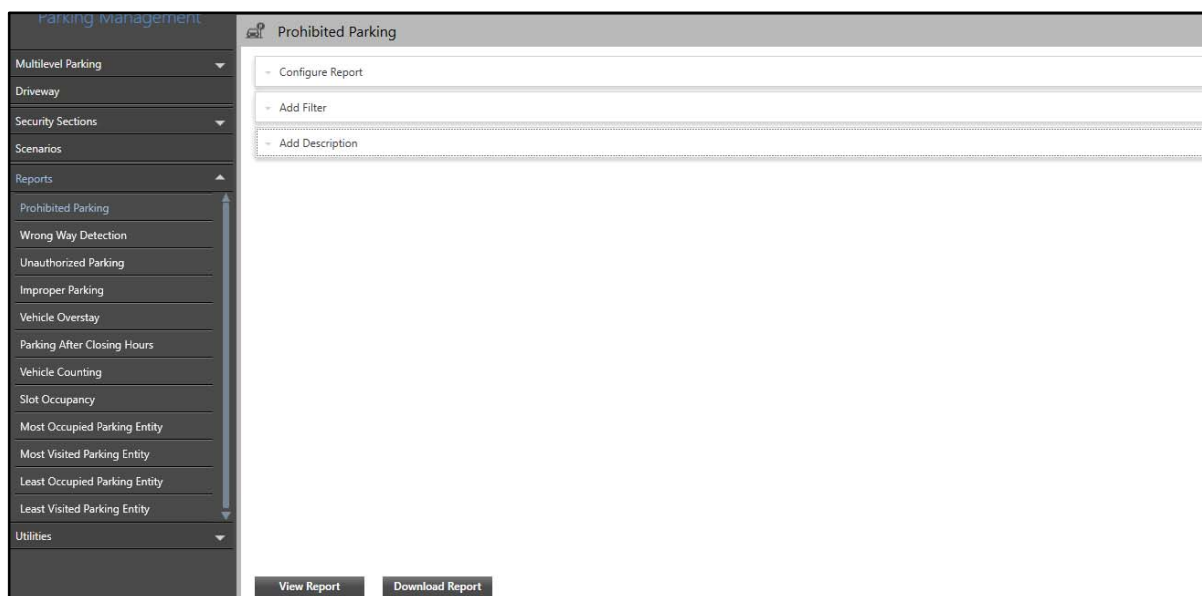 Parking Management
Multilevel Parking
Driveway
Security Sections
Scenarios
Reports
Prohibited Parking
Wrong Way Detection
Unauthorized Parking
Improper Parking
Vehicle Overstay
Parking After Closing Hours
Vehicle Counting
Slot Occupancy
Most Occupied Parking Entity
Most Visited Parking Entity
Least Occupied Parking Entity
Least Visited Parking Entity
Utilities
Prohibited Parking
Configure Report
Add Filter
Add Description
View Report
Download Report